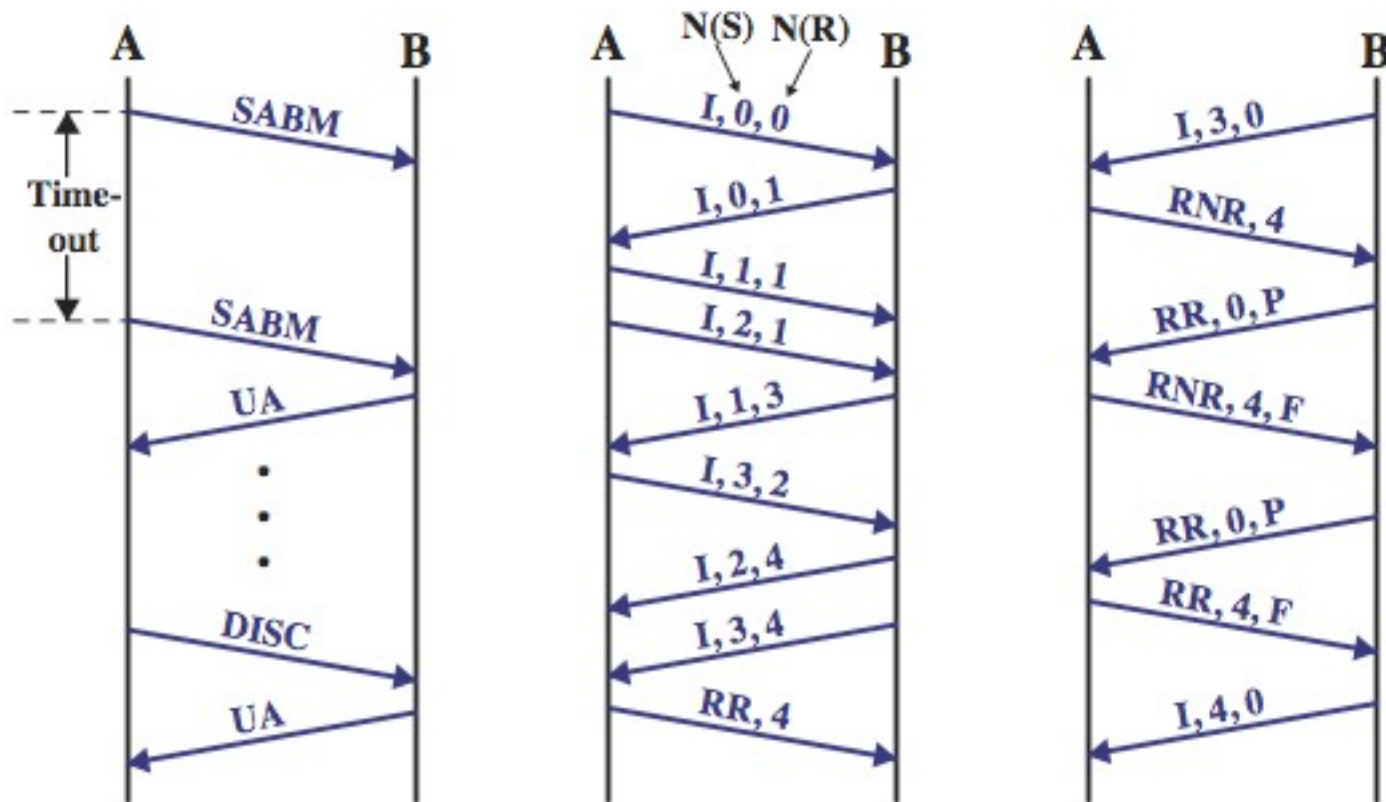 A
B
SABM
Time-
out
SABM
UA
DISC
UA
N(S) N(R)
A
B
I, 0, 0
I, 0, 1
I, 1, 1
I, 2, 1
I, 1, 3
I, 3, 2
I, 2, 4
I, 3, 4
RR, 4
A
B
I, 3, 0
RNR, 4
RR, 0, P
RNR, 4, F
RR, 0, P
RR, 4, F
I, 4, 0